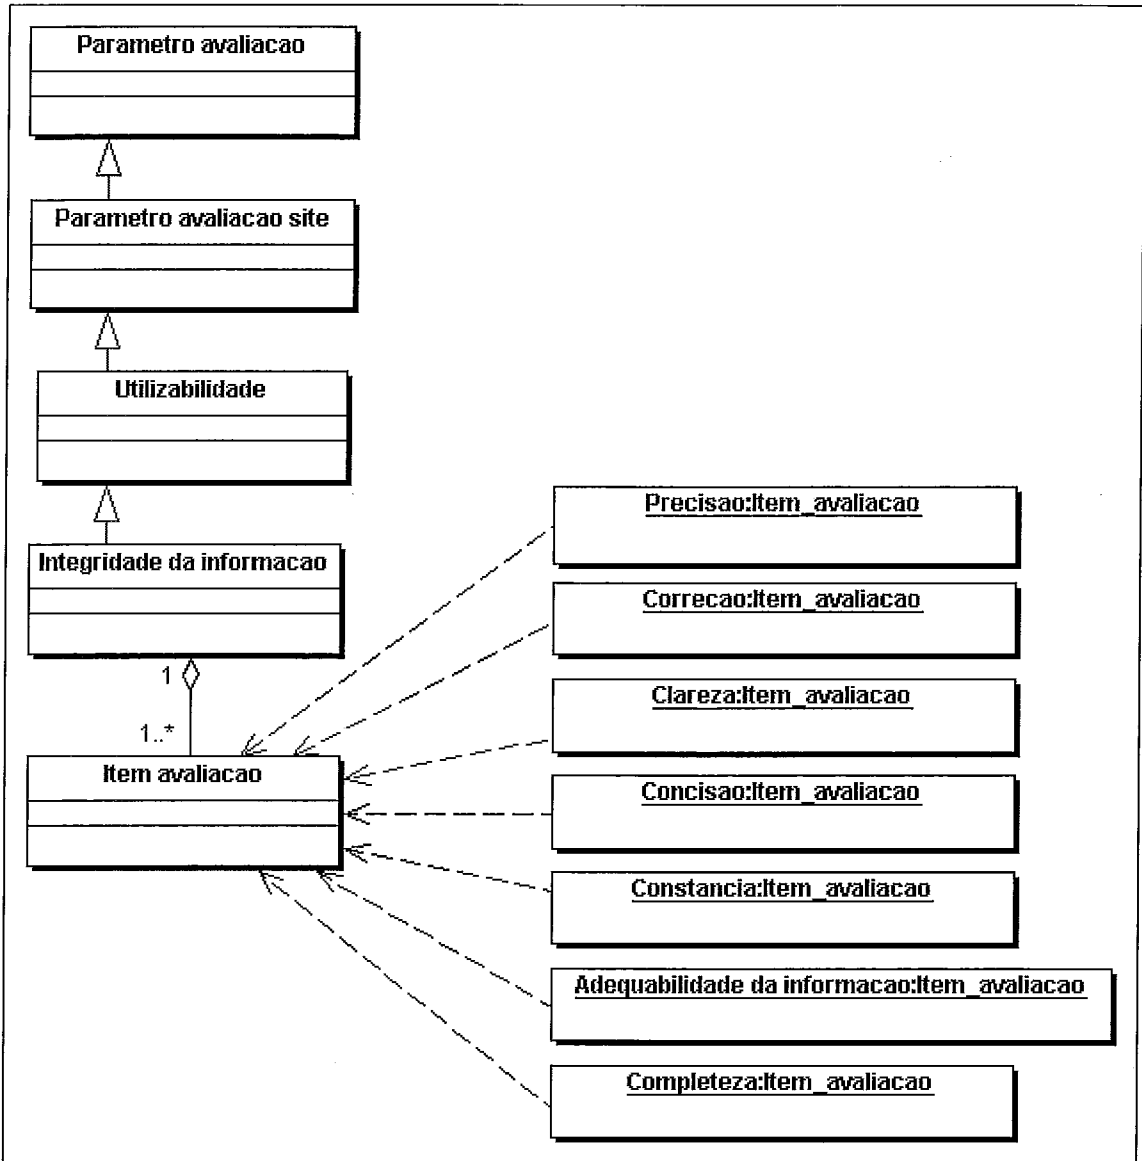 Parametro avaliacao
Parametro avaliacao site
Utilizabilidade
Integridade da informacao
1
1..*
Item avaliacao
Precisao:Item_avaliacao
Correcao:Item_avaliacao
Clareza:Item_avaliacao
Concisao:Item_avaliacao
Constancia:Item_avaliacao
Adequabilidade da informacao:Item_avaliacao
Completeza:Item_avaliacao